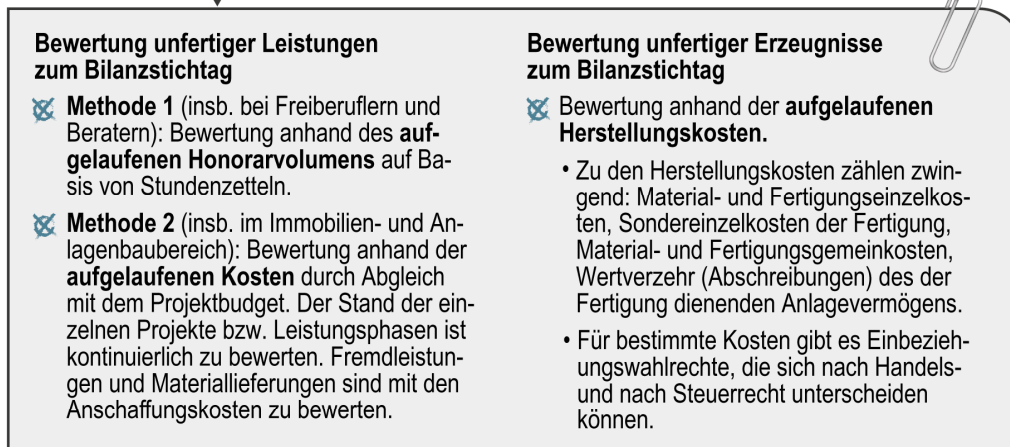 Bewertung unfertiger Leistungen
zum Bilanzstichtag
Methode 1 (insb. bei Freiberuflern und
Beratern): Bewertung anhand des auf-
gelaufenen Honorarvolumens auf Ba-
sis von Stundenzetteln.
Methode 2 (insb. im Immobilien- und An-
lagenbaubereich): Bewertung anhand der
aufgelaufenen Kosten durch Abgleich
mit dem Projektbudget. Der Stand der ein-
zelnen Projekte bzw. Leistungsphasen ist
kontinuierlich zu bewerten. Fremdleistun-
gen und Materiallieferungen sind mit den
Anschaffungskosten zu bewerten.
Bewertung unfertiger Erzeugnisse
zum Bilanzstichtag
Bewertung anhand der aufgelaufenen
Herstellungskosten.
• Zu den Herstellungskosten zählen zwin-
gend: Material- und Fertigungseinzelkos-
ten, Sondereinzelkosten der Fertigung,
Material- und Fertigungsgemeinkosten,
Wertverzehr (Abschreibungen) des der
Fertigung dienenden Anlagevermögens.
• Für bestimmte Kosten gibt es Einbezieh-
ungswahlrechte, die sich nach Handels-
und nach Steuerrecht unterscheiden
können.